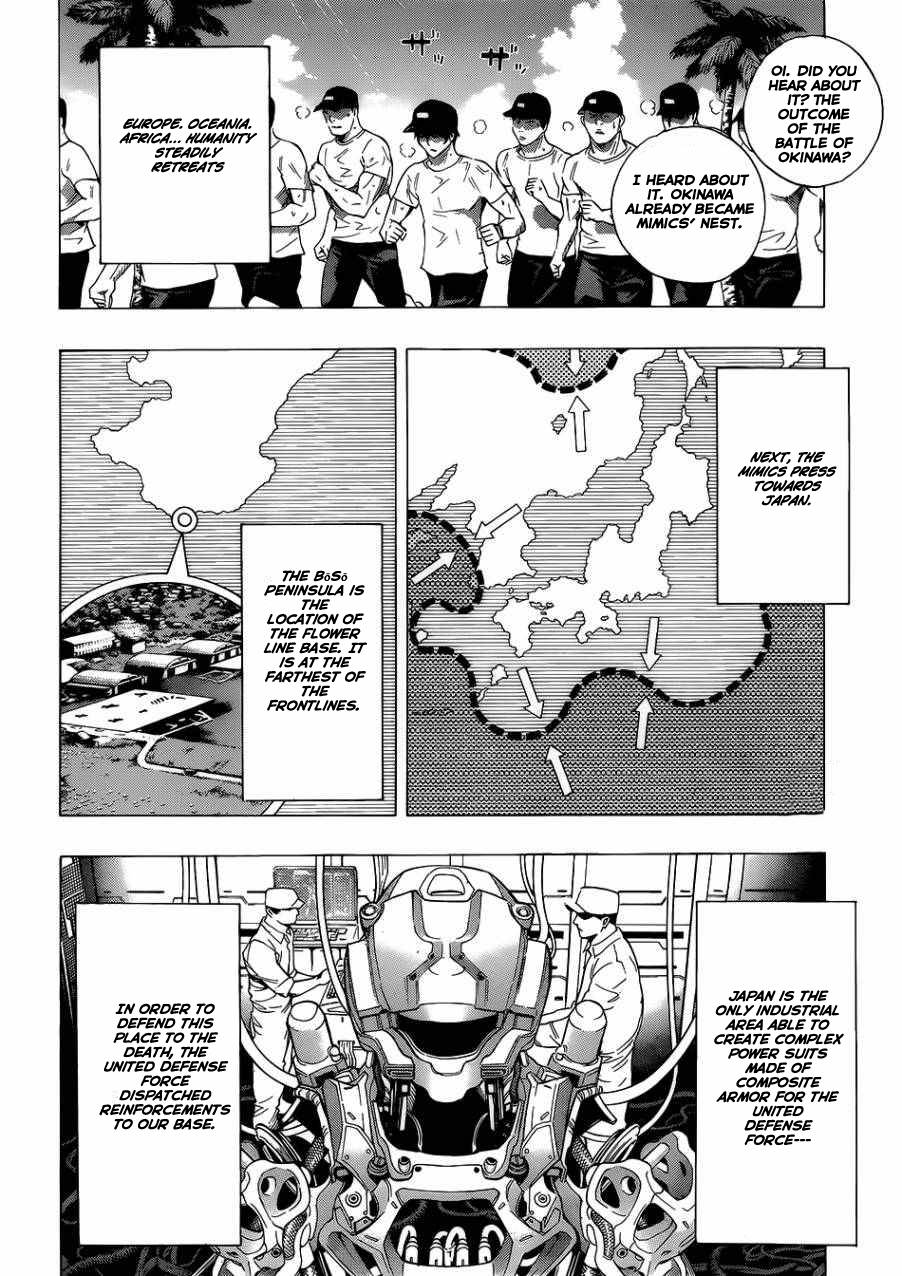 OI. DID YOU
HEAR ABOUT
IT? THE
OUTCOME
OF THE
BATTLE OF
OKINAWA?
I HEARD ABOUT
IT. OKINAWA
ALREADY BECAME
MIMICS' NEST.
ザッ
ザッ
EUROPE. OCEANIA.
AFRICA... HUMANITY
STEADILY
RETREATS
NEXT, THE
MIMICS PRESS
TOWARDS
JAPAN.
THE BōSō
PENINSULA IS
THE
LOCATION OF
THE FLOWER
LINE BASE. IT
IS AT THE
FARTHEST OF
THE
FRONTLINES.
JAPAN IS THE
ONLY INDUSTRIAL
AREA ABLE TO
CREATE COMPLEX
POWER SUITS
MADE OF
COMPOSITE
ARMOR FOR THE
UNITED
DEFENSE
FORCE---
IN ORDER TO
DEFEND THIS
PLACE TO THE
DEATH, THE
UNITED DEFENSE
FORCE
DISPATCHED
REINFORCEMENTS
TO OUR BASE.